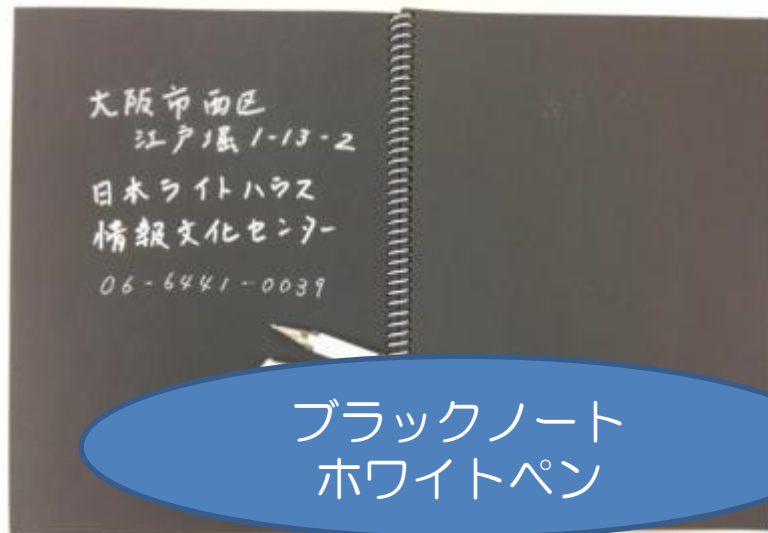 大阪市西区
江戸堀1-13-2
日本ライトハウス
情報文化センター
06-6441-0039
ブラックノート
ホワイトペン